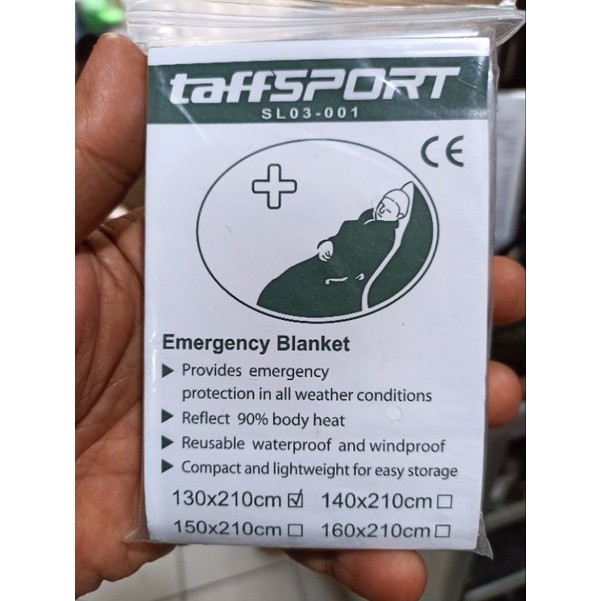 taffSPORT
SL03-001
CE
Emergency Blanket
Provides emergency
protection in all weather conditions
Reflect 90% body heat
Reusable waterproof and windproof
Compact and lightweight for easy storage
130x210cm ☑ 140x210cm ☐
150x210cm ☐ 160x210cm ☐